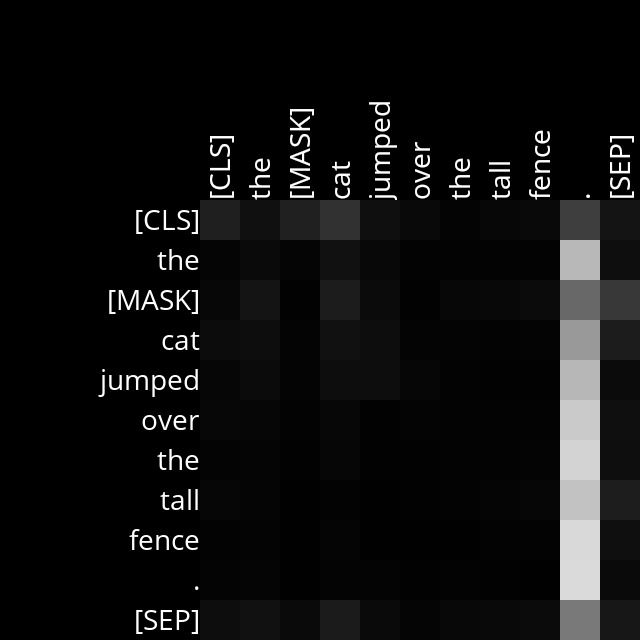 [CLS] the [MASK] cat jumped over the tall fence . [SEP]
[CLS]
the
[MASK]
cat
jumped
over
the
tall
fence
.
[SEP]